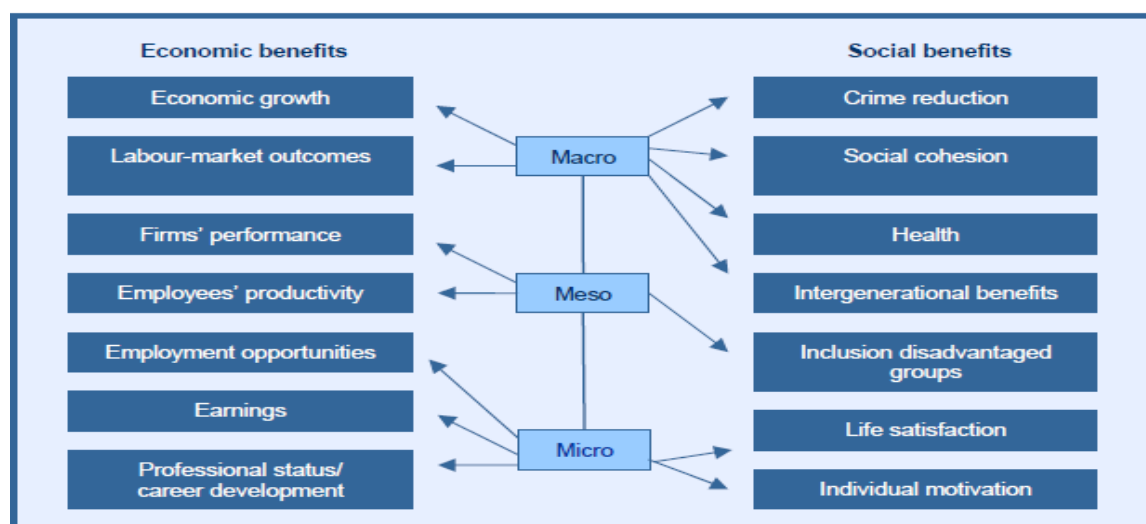 Economic benefits
Economic growth
Labour-market outcomes
Firms' performance
Employees' productivity
Employment opportunities
Earnings
Professional status/
career development
Macro
Meso
Micro
Social benefits
Crime reduction
Social cohesion
Health
Intergenerational benefits
Inclusion disadvantaged
groups
Life satisfaction
Individual motivation